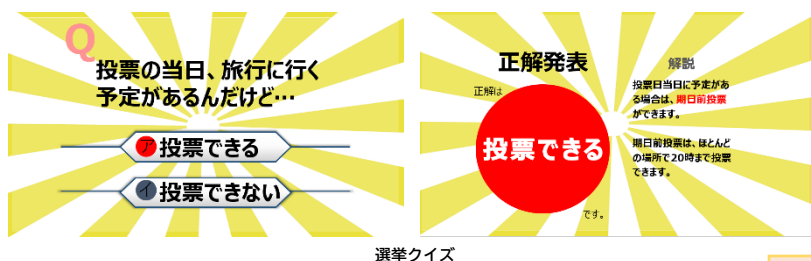 Q
投票の当日、旅行に行く
予定があるんだけど…
ア 投票できる
イ 投票できない
正解発表
正解は
投票できる
です。
解説
投票日当日に予定があ
る場合は、期日前投票
ができます。
期日前投票は、ほとんど
の場所で20時まで投票
できます。
選挙クイズ